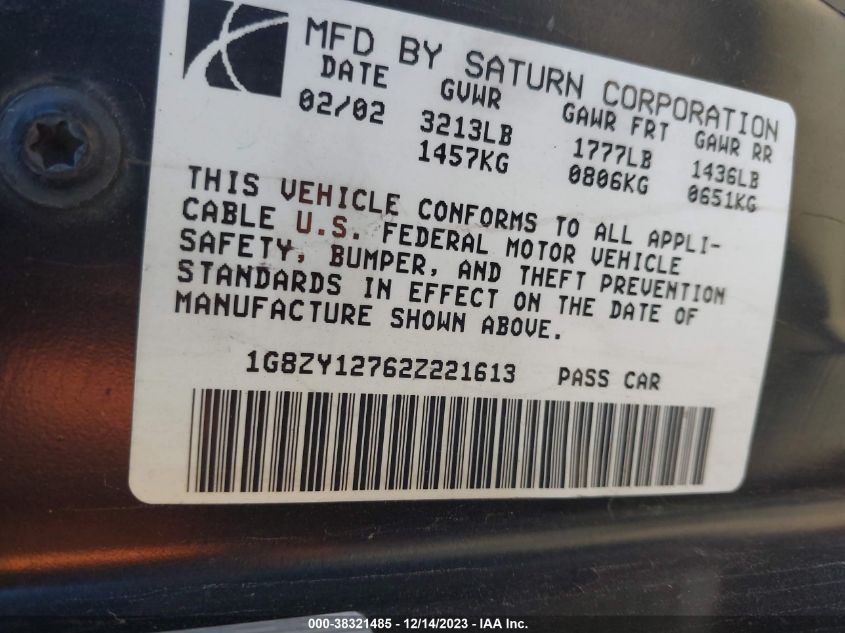 MFD BY SATURN CORPORATION
DATE GVWR GAWR FRT GAWR RR
02/02 3213LB 1777LB 1436LB
1457KG 0806KG 0651KG
THIS VEHICLE CONFORMS TO ALL APPLI-
CABLE U.S. FEDERAL MOTOR VEHICLE
SAFETY, BUMPER, AND THEFT PREVENTION
STANDARDS IN EFFECT ON THE DATE OF
MANUFACTURE SHOWN ABOVE.
1G8ZY12762Z221613 PASS CAR
000-38321485 - 12/14/2023 - IAA Inc.